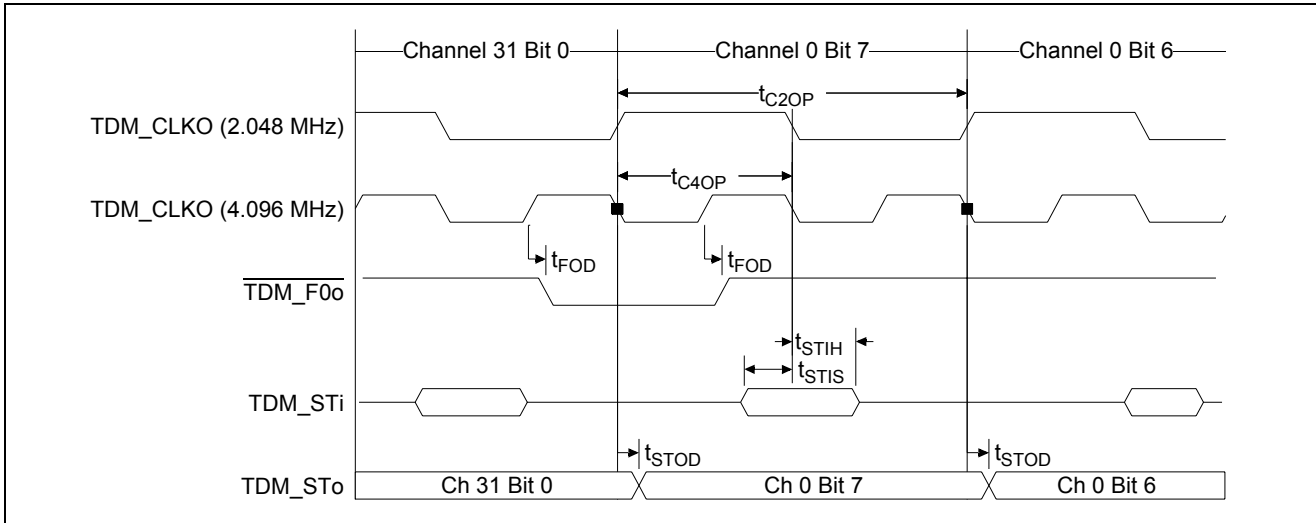 Channel 31 Bit 0 Channel 0 Bit 7 Channel 0 Bit 6
tC2OP
TDM_CLKO (2.048 MHz)
tC4OP
TDM_CLKO (4.096 MHz)
tFOD tFOD
TDM_F0o
tSTIH
tSTIS
TDM_STi
tSTOD tSTOD
TDM_STo Ch 31 Bit 0 Ch 0 Bit 7 Ch 0 Bit 6